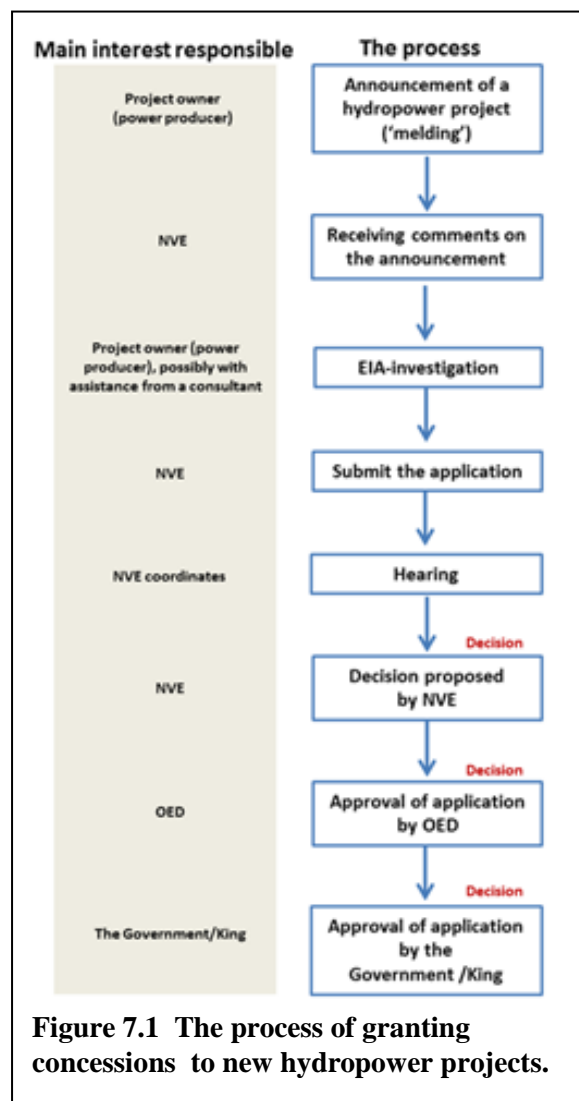 Main interest responsible
The process
Project owner
(power producer)
Announcement of a
hydropower project
('melding')
NVE
Receiving comments on
the announcement
Project owner (power
producer), possibly with
assistance from a consultant
EIA-investigation
NVE
Submit the application
NVE coordinates
Hearing
Decision
NVE
Decision proposed
by NVE
Decision
OED
Approval of application
by OED
Decision
The Government/King
Approval of application
by the
Government /King
Figure 7.1 The process of granting
concessions to new hydropower projects.